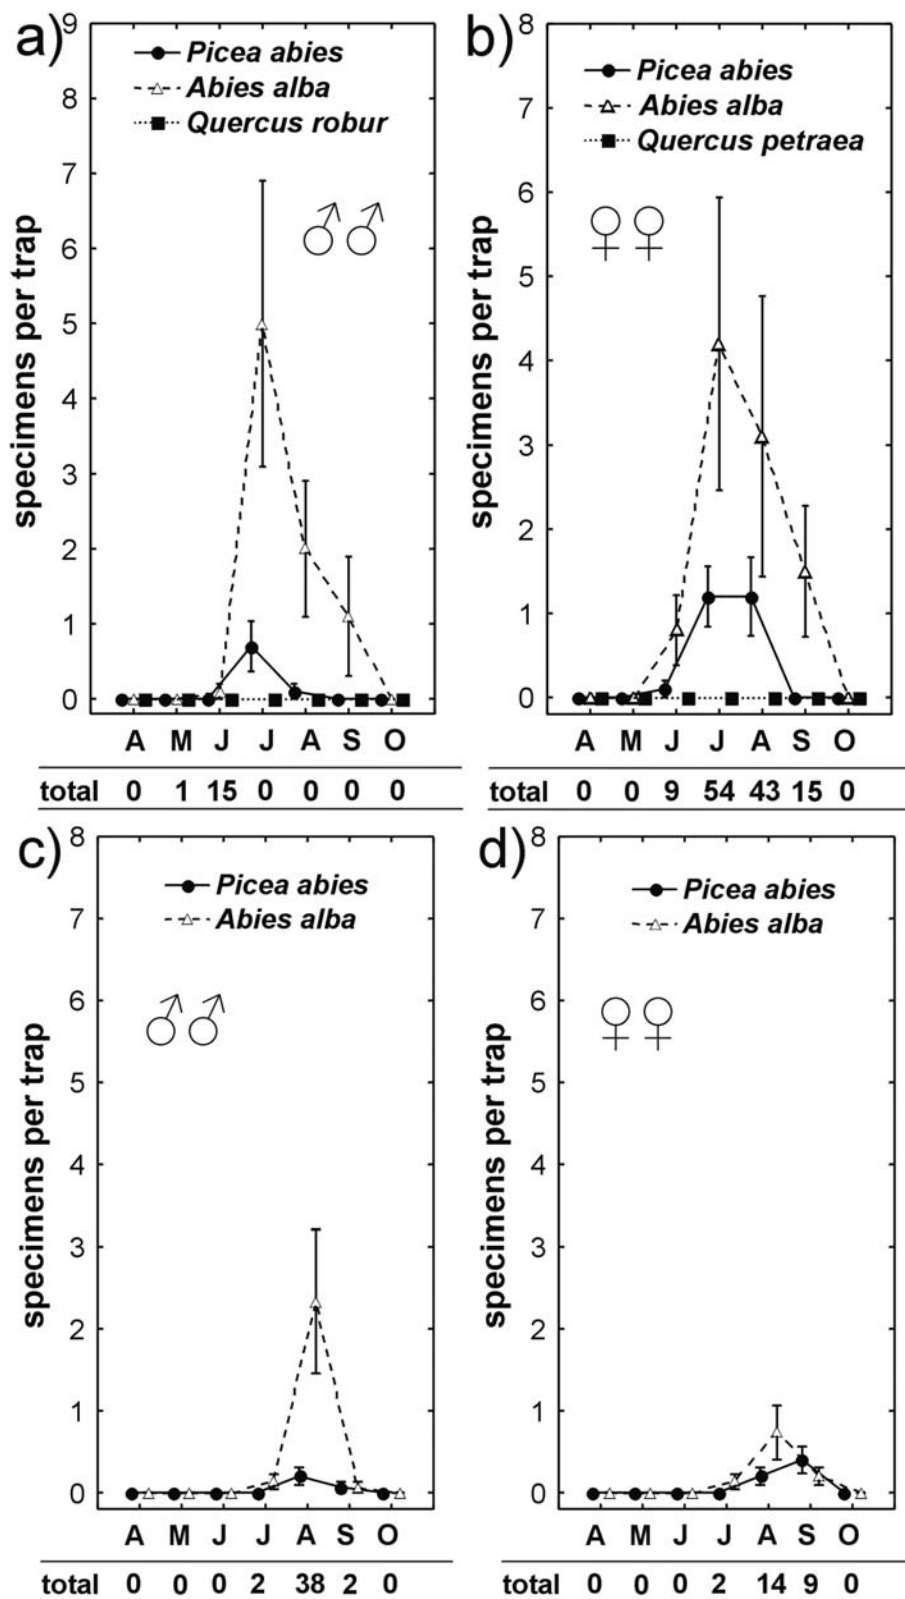 a)
Picea abies
Abies alba
Quercus robur
specimens per trap
9
8
7
6
5
4
3
2
1
0
A M J J A S O
total 0 1 15 0 0 0 0
b)
Picea abies
Abies alba
Quercus petraea
specimens per trap
8
7
6
5
4
3
2
1
0
A M J J A S O
total 0 0 9 54 43 15 0
c)
Picea abies
Abies alba
specimens per trap
8
7
6
5
4
3
2
1
0
A M J J A S O
total 0 0 0 2 38 2 0
d)
Picea abies
Abies alba
specimens per trap
8
7
6
5
4
3
2
1
0
A M J J A S O
total 0 0 0 2 14 9 0